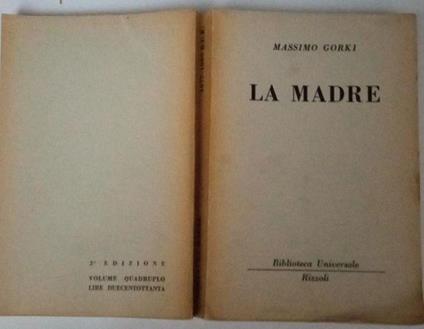 MASSIMO GORKI
LA MADRE
Biblioteca Universale
Rizzoli
2ª EDIZIONE
VOLUME QUADRUPLO
LIRE DUECENTOTTANTA